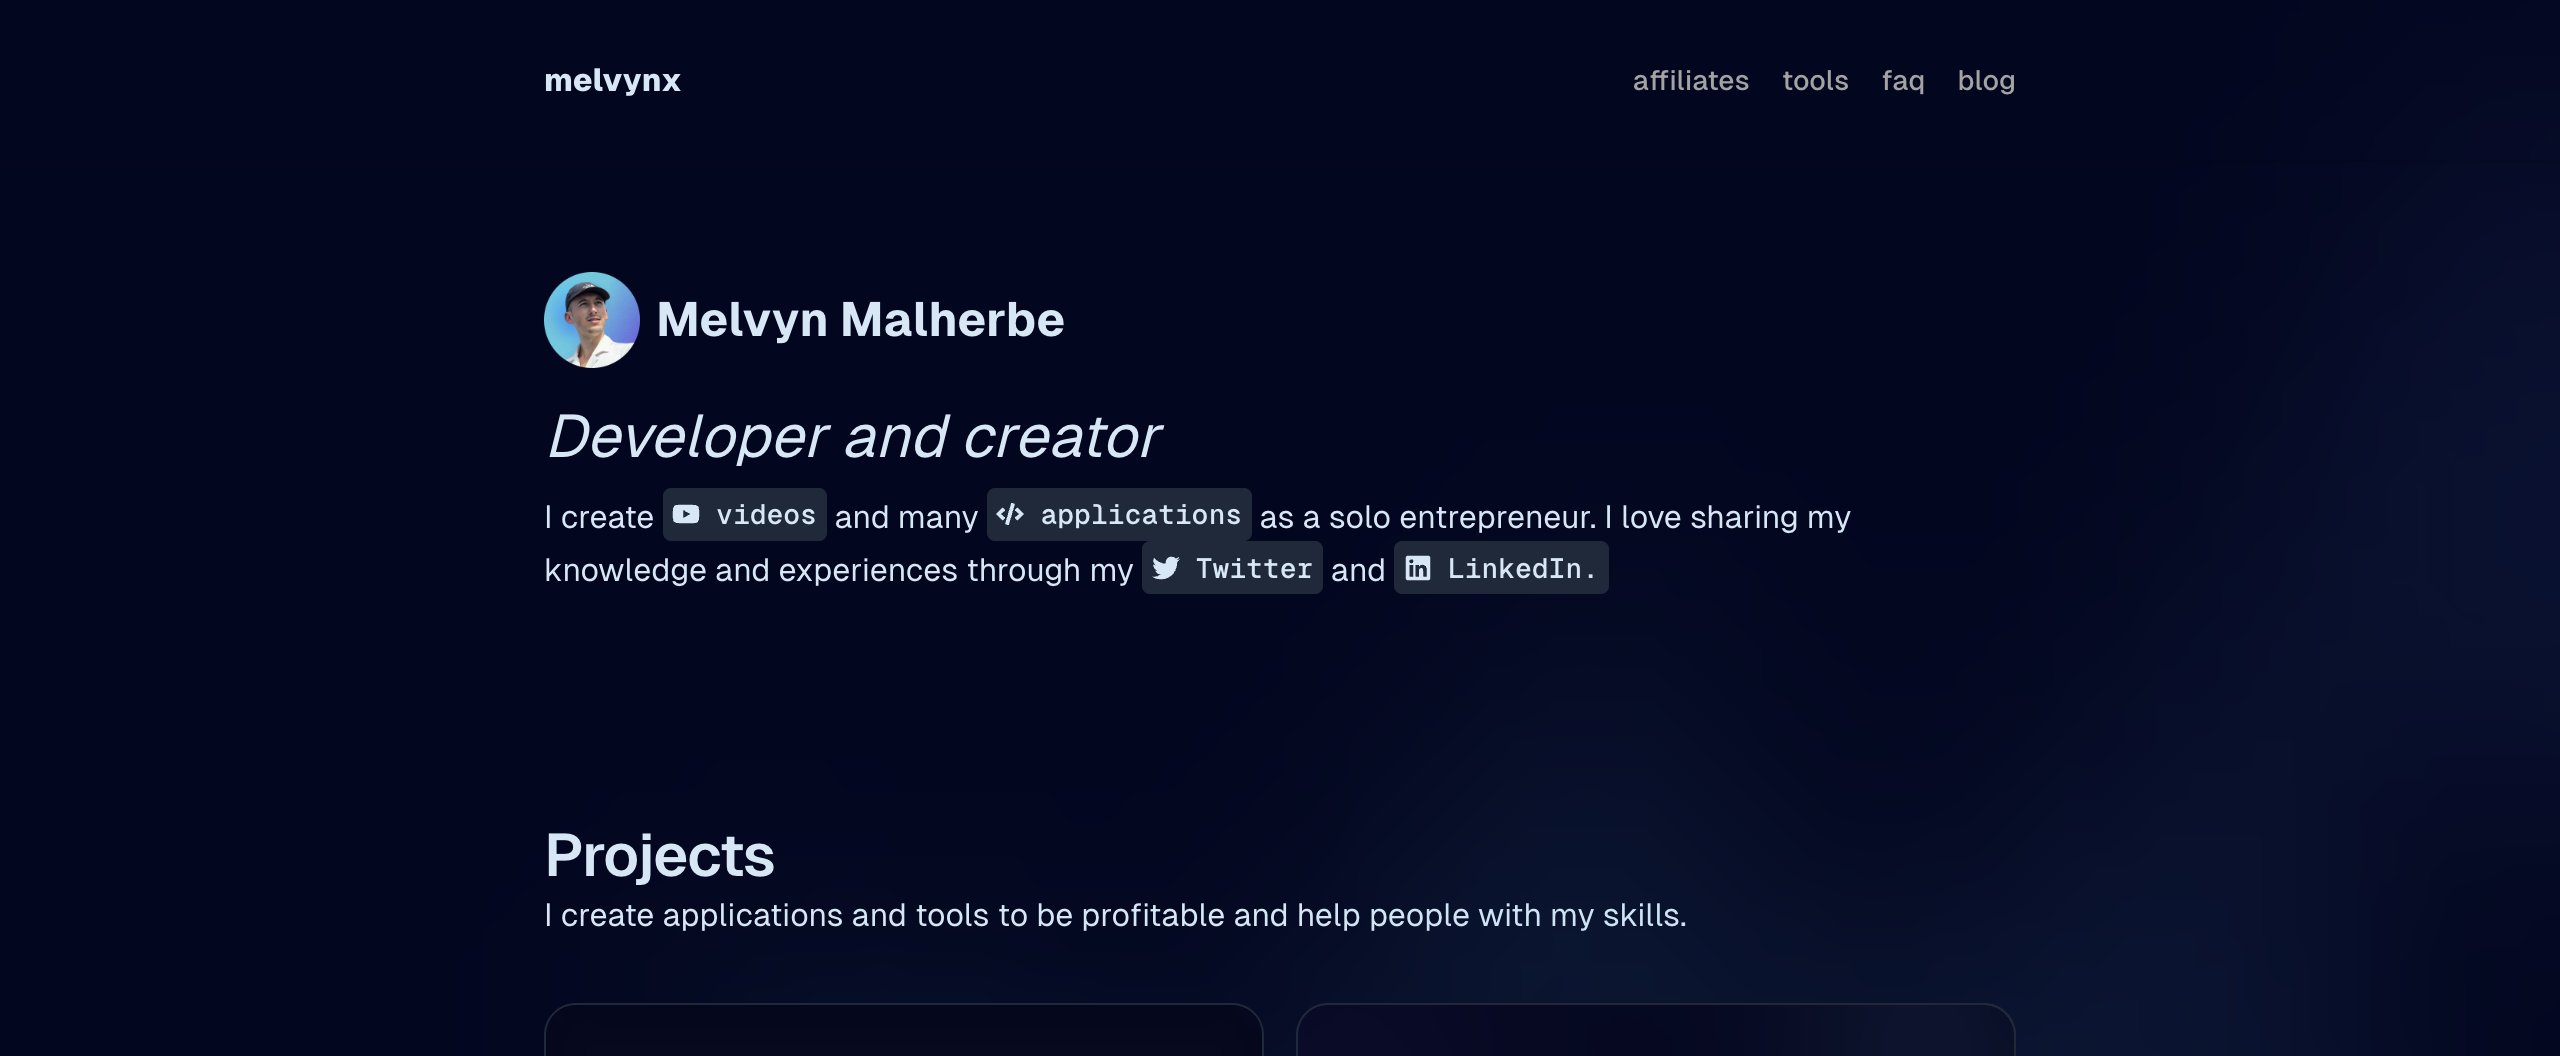 melvynx
affiliates tools faq blog
Melvyn Malherbe
Developer and creator
I create videos and many applications as a solo entrepreneur. I love sharing my
knowledge and experiences through my Twitter and LinkedIn.
Projects
I create applications and tools to be profitable and help people with my skills.